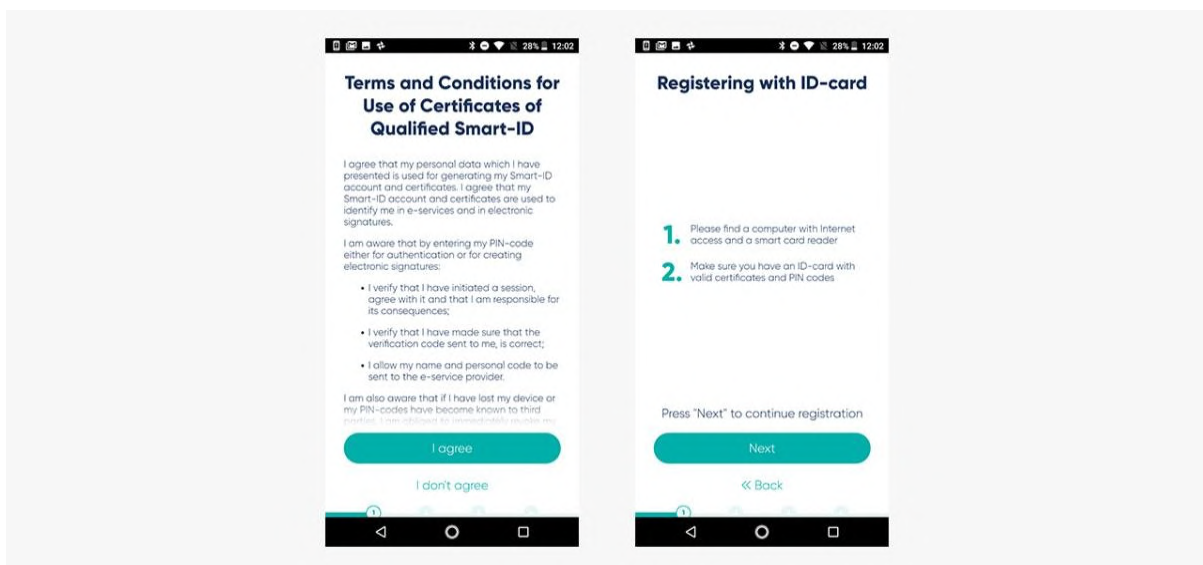 28% 12:02
Terms and Conditions for
Use of Certificates of
Qualified Smart-ID
I agree that my personal data which I have
presented is used for generating my Smart-ID
account and certificates. I agree that my
Smart-ID account and certificates are used to
identify me in e-services and in electronic
signatures.
I am aware that by entering my PIN-code
either for authentication or for creating
electronic signatures:
• I verify that I have initiated a session,
agree with it and that I am responsible for
its consequences;
• I verify that I have made sure that the
verification code sent to me, is correct;
• I allow my name and personal code to be
sent to the e-service provider.
I am also aware that if I have lost my device or
my PIN-codes have become known to third
parties, I am obliged to immediately revoke my
I agree
I don't agree
1
28% 12:02
Registering with ID-card
1. Please find a computer with Internet
access and a smart card reader
2. Make sure you have an ID-card with
valid certificates and PIN codes
Press "Next" to continue registration
Next
« Back
1